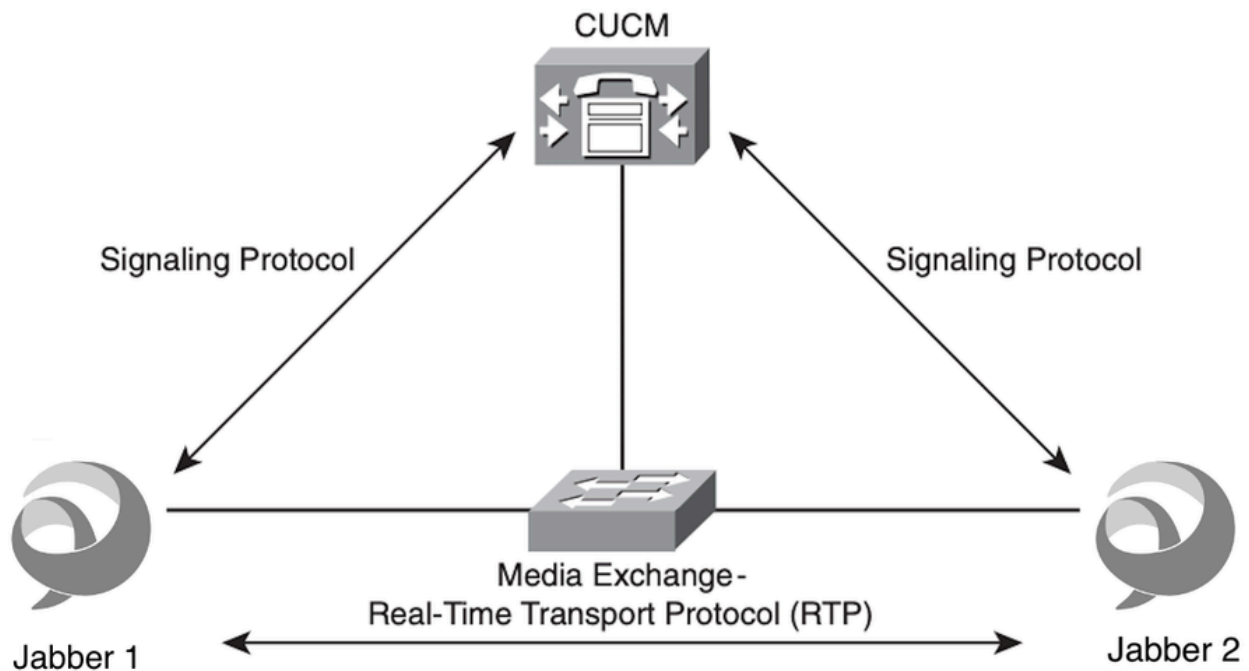 CUCM
Signaling Protocol
Signaling Protocol
Media Exchange-
Real-Time Transport Protocol (RTP)
Jabber 1
Jabber 2